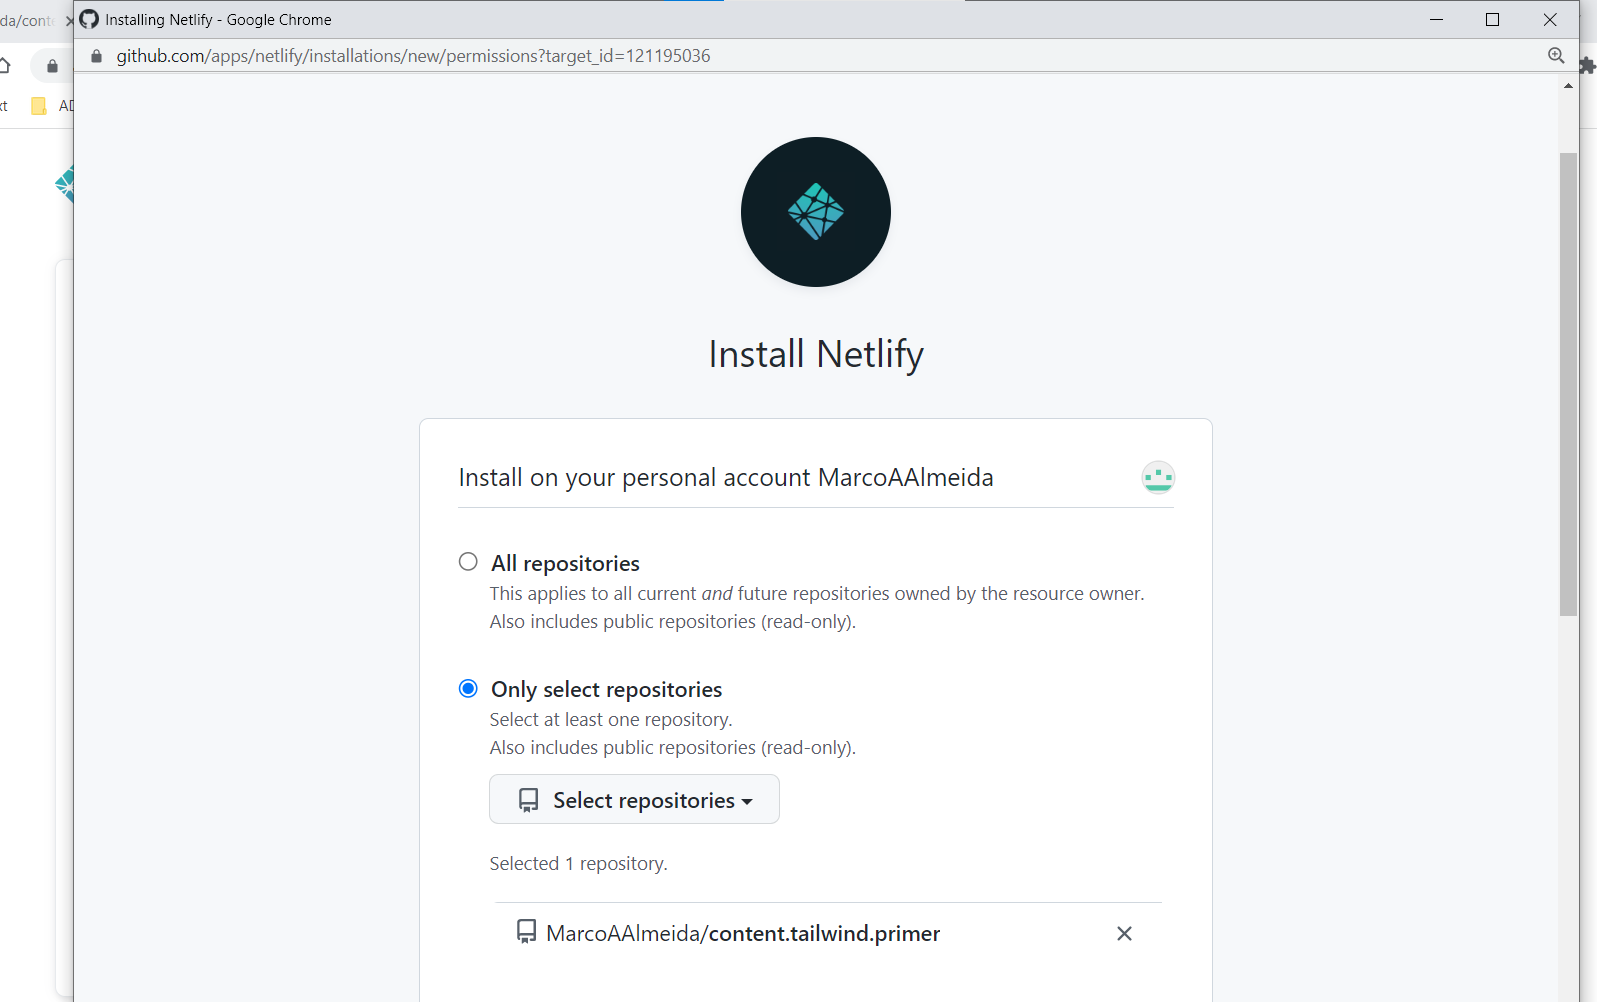 da/cont
Installing Netlify - Google Chrome
github.com/apps/netlify/installations/new/permissions?target_id=121195036
xt
AD
Install Netlify
Install on your personal account MarcoAAlmeida
All repositories
This applies to all current and future repositories owned by the resource owner.
Also includes public repositories (read-only).
Only select repositories
Select at least one repository.
Also includes public repositories (read-only).
Select repositories
Selected 1 repository.
MarcoAAlmeida/content.tailwind.primer